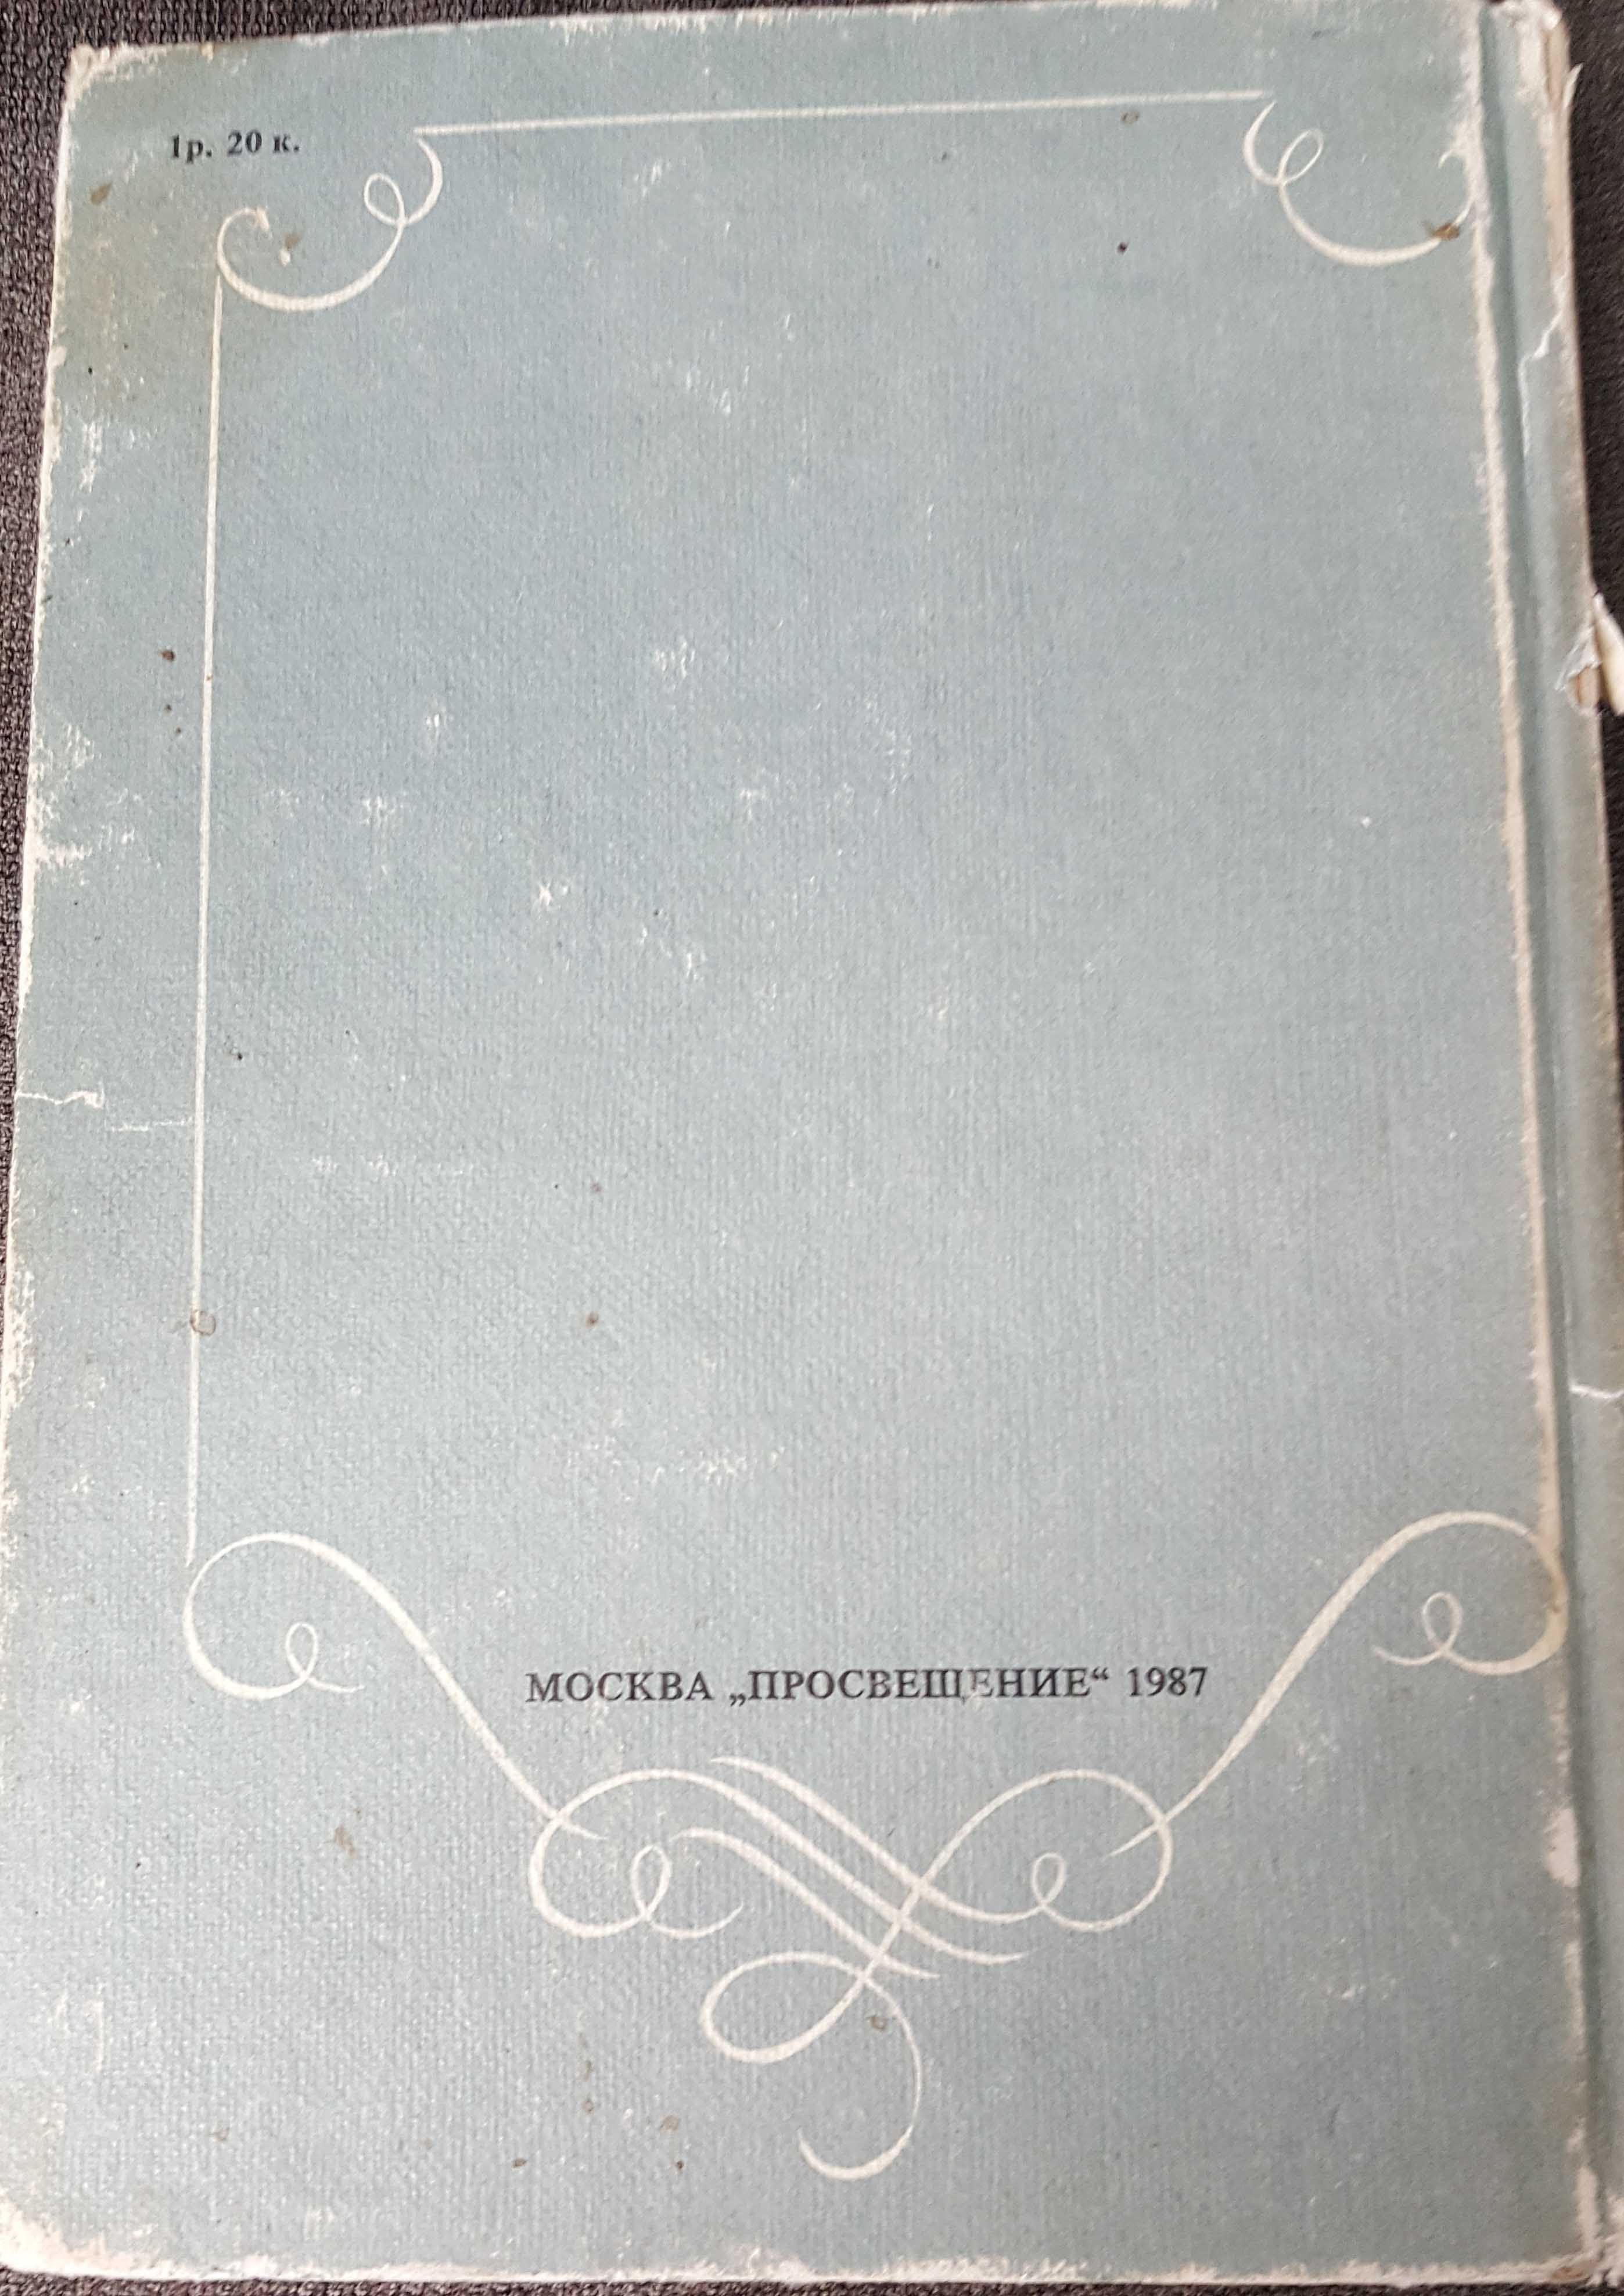 1р. 20 к.
МОСКВА „ПРОСВЕЩЕНИЕ“ 1987